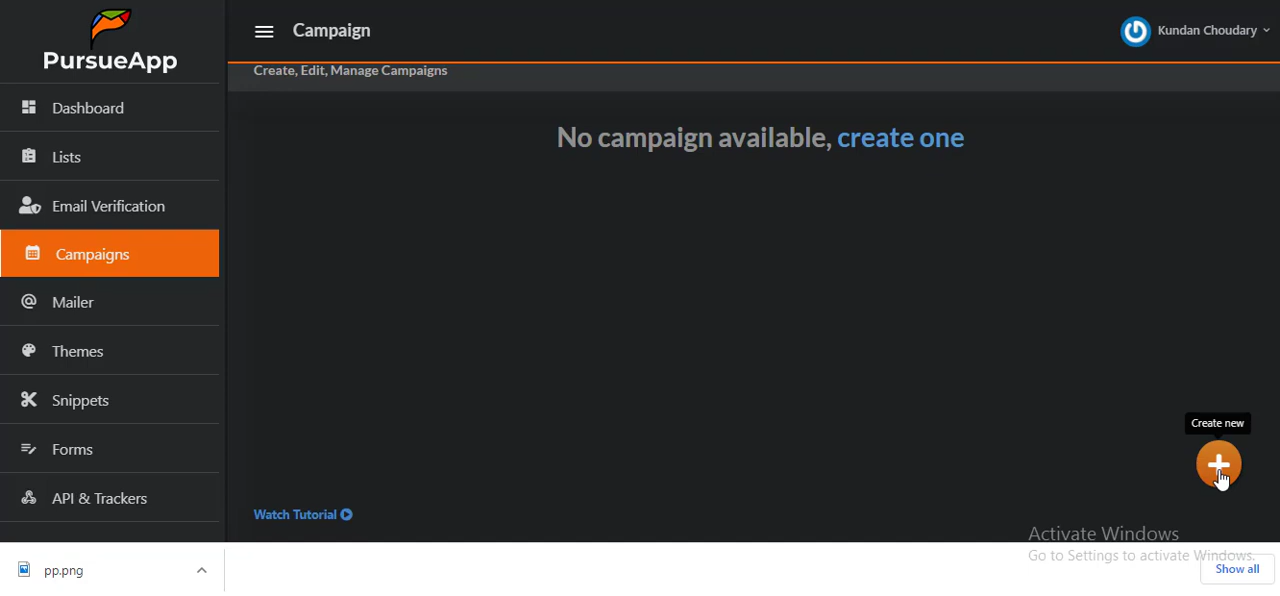 PursueApp
Campaign
Kundan Choudary
Create, Edit, Manage Campaigns
Dashboard
Lists
Email Verification
Campaigns
Mailer
Themes
Snippets
Forms
API & Trackers
No campaign available, create one
Create new
Watch Tutorial
Activate Windows
Go to Settings to activate Windows.
pp.png
Show all